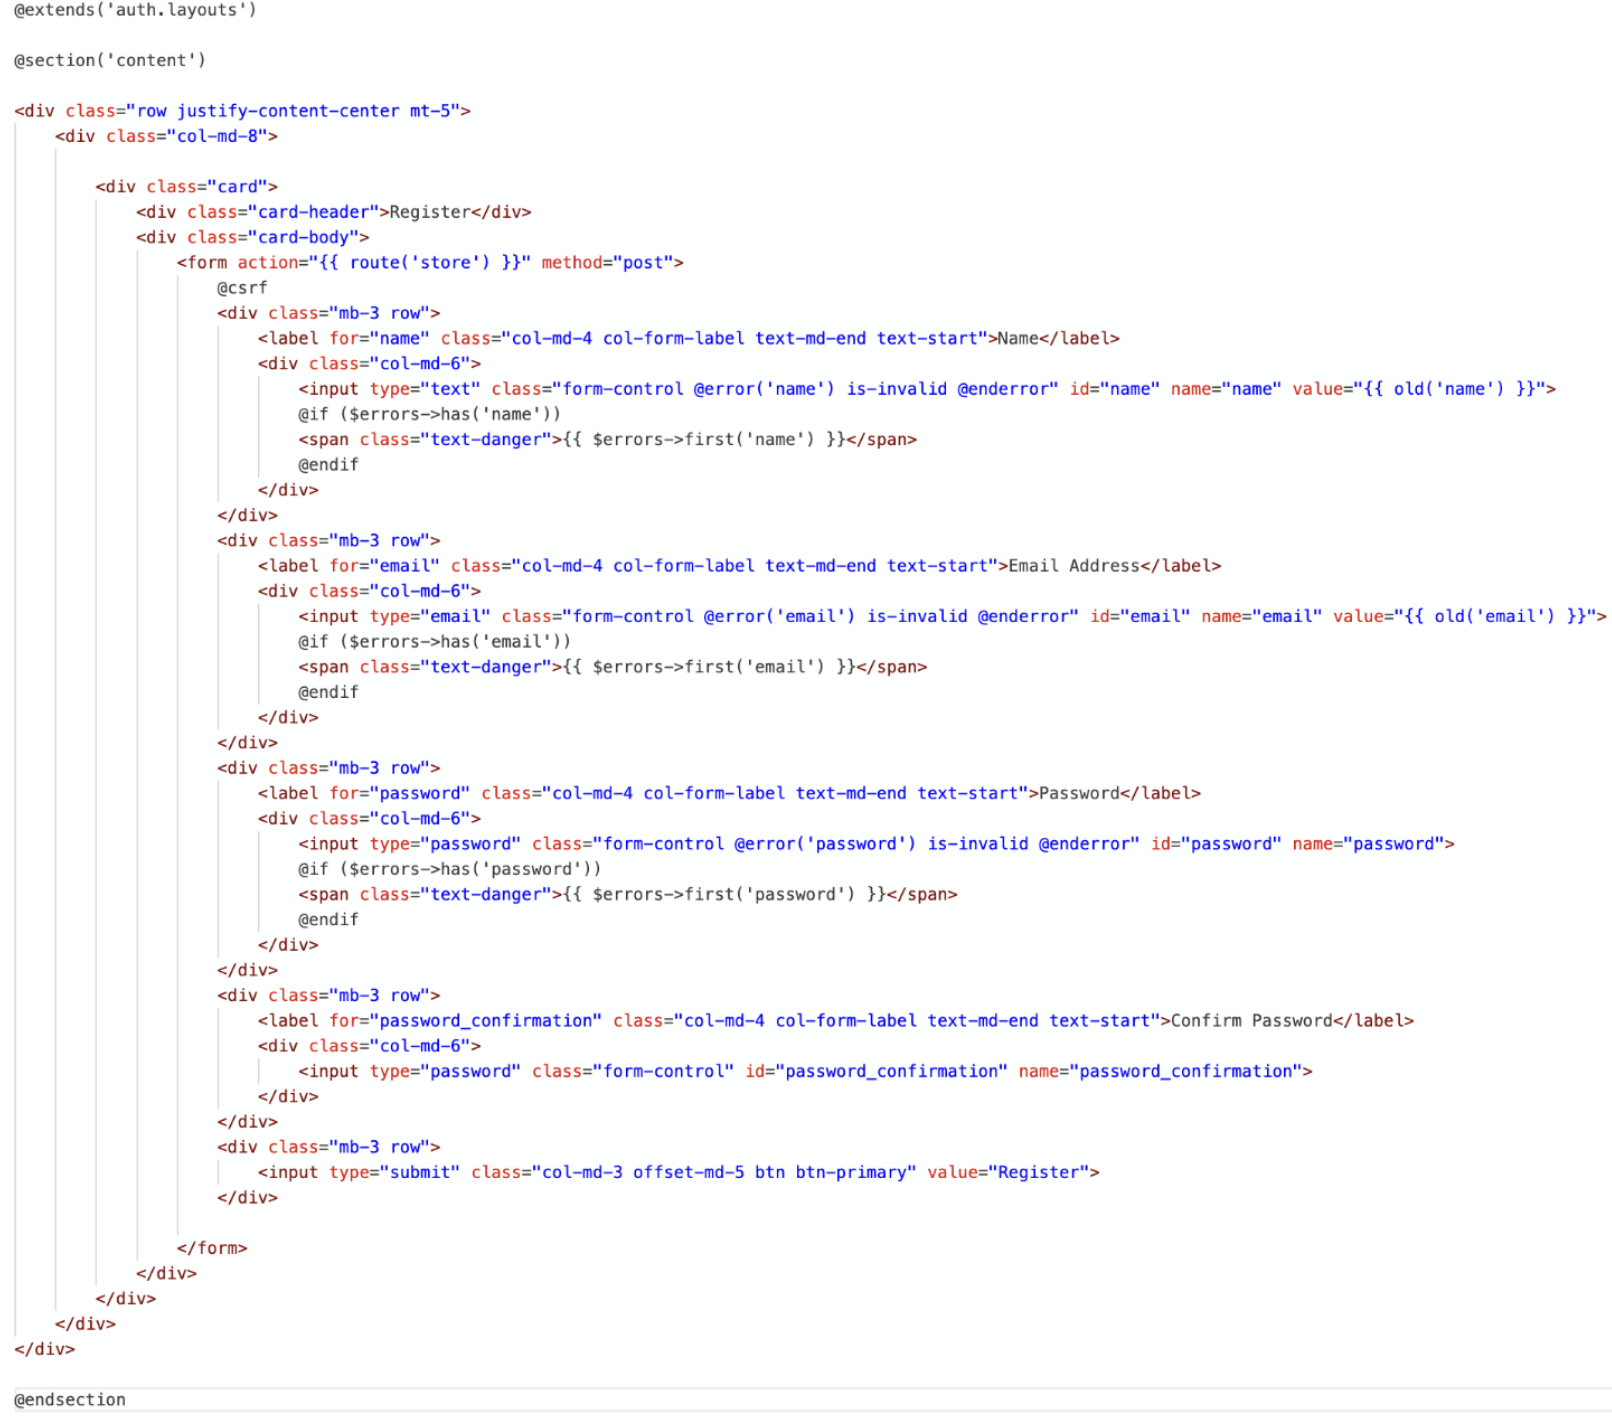 @extends('auth.layouts')
@section('content')
<div class="row justify-content-center mt-5">
<div class="col-md-8">
<div class="card">
<div class="card-header">Register</div>
<div class="card-body">
<form action="{{ route('store') }}" method="post">
@csrf
<div class="mb-3 row">
<label for="name" class="col-md-4 col-form-label text-md-end text-start">Name</label>
<div class="col-md-6">
<input type="text" class="form-control @error('name') is-invalid @enderror" id="name" name="name" value="{{ old('name') }}">
@if ($errors->has('name'))
<span class="text-danger">{{ $errors->first('name') }}</span>
@endif
</div>
</div>
<div class="mb-3 row">
<label for="email" class="col-md-4 col-form-label text-md-end text-start">Email Address</label>
<div class="col-md-6">
<input type="email" class="form-control @error('email') is-invalid @enderror" id="email" name="email" value="{{ old('email') }}">
@if ($errors->has('email'))
<span class="text-danger">{{ $errors->first('email') }}</span>
@endif
</div>
</div>
<div class="mb-3 row">
<label for="password" class="col-md-4 col-form-label text-md-end text-start">Password</label>
<div class="col-md-6">
<input type="password" class="form-control @error('password') is-invalid @enderror" id="password" name="password">
@if ($errors->has('password'))
<span class="text-danger">{{ $errors->first('password') }}</span>
@endif
</div>
</div>
<div class="mb-3 row">
<label for="password_confirmation" class="col-md-4 col-form-label text-md-end text-start">Confirm Password</label>
<div class="col-md-6">
<input type="password" class="form-control" id="password_confirmation" name="password_confirmation">
</div>
</div>
<div class="mb-3 row">
<input type="submit" class="col-md-3 offset-md-5 btn btn-primary" value="Register">
</div>
</form>
</div>
</div>
</div>
</div>
@endsection